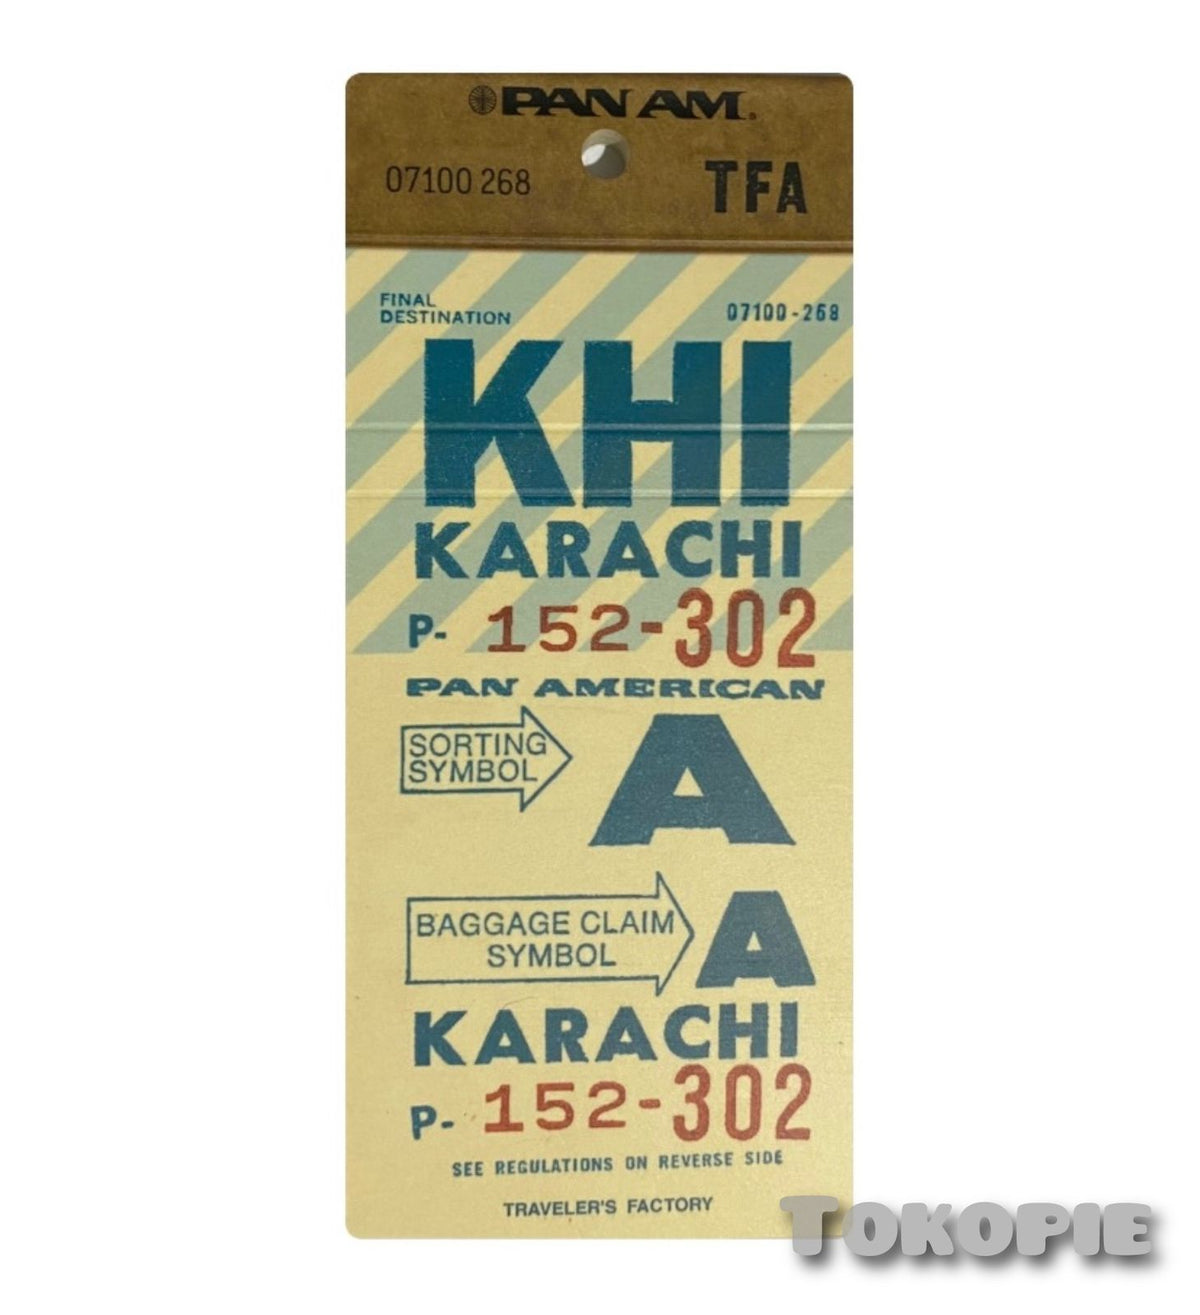 PAN AM.
07100 268
TFA
FINAL
DESTINATION
07100-268
KHI
KARACHI
P- 152-302
PAN AMERICAN
SORTING
SYMBOL
A
BAGGAGE CLAIM
SYMBOL
A
KARACHI
P- 152-302
SEE REGULATIONS ON REVERSE SIDE
TRAVELER'S FACTORY
TOKOPIE